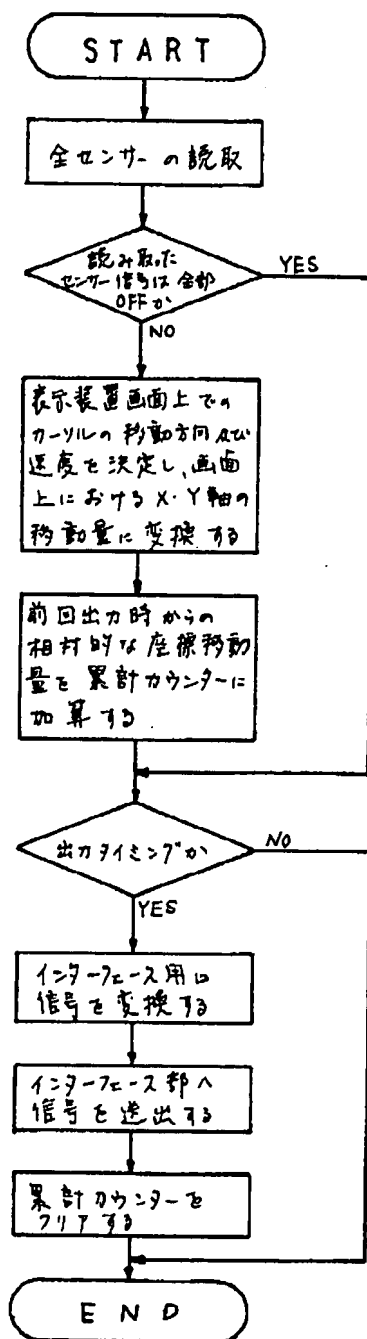 START
全センサーの読取
読み取った
センサー信号は全部
OFFか
YES
NO
表示装置画面上での
カーソルの移動方向及び
速度を決定し、画面
上におけるX·Y軸の
移動量に変換する
前回出力時からの
相対的な座標移動
量を累計カウンターに
加算する
出力タイミングか
NO
YES
インターフェース用に
信号を変換する
インターフェース部へ
信号を送出する
累計カウンターを
クリアする
END